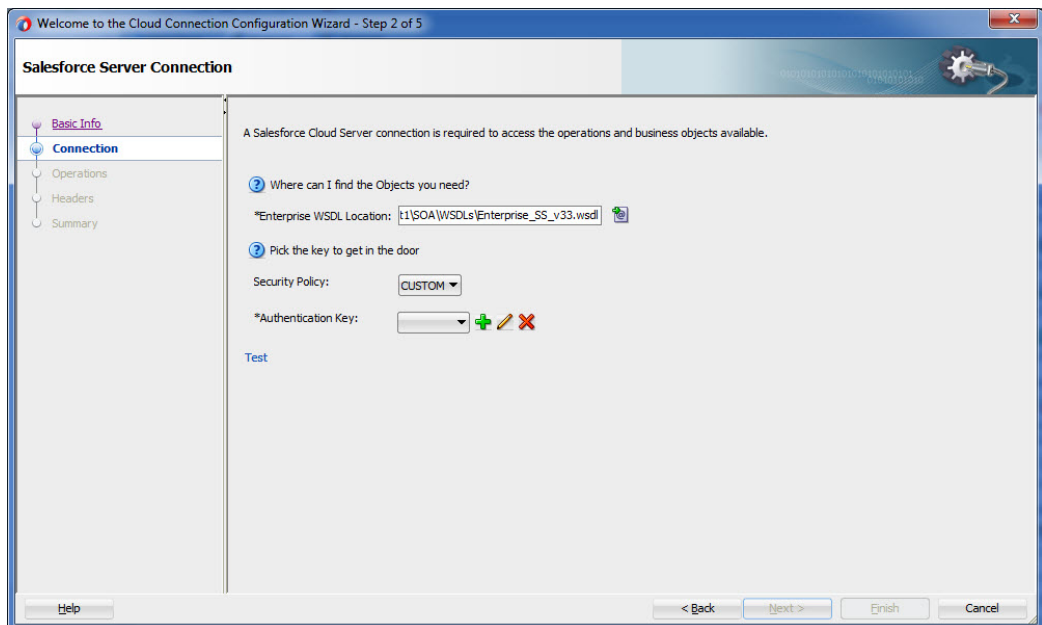 Welcome to the Cloud Connection Configuration Wizard - Step 2 of 5
Salesforce Server Connection
Basic Info
Connection
Operations
Headers
Summary
A Salesforce Cloud Server connection is required to access the operations and business objects available.
Where can I find the Objects you need?
*Enterprise WSDL Location: t1\SOA\WSDLs\Enterprise_SS_v33.wsdl
Pick the key to get in the door
Security Policy: CUSTOM
*Authentication Key:
Test
Help < Back Next > Finish Cancel